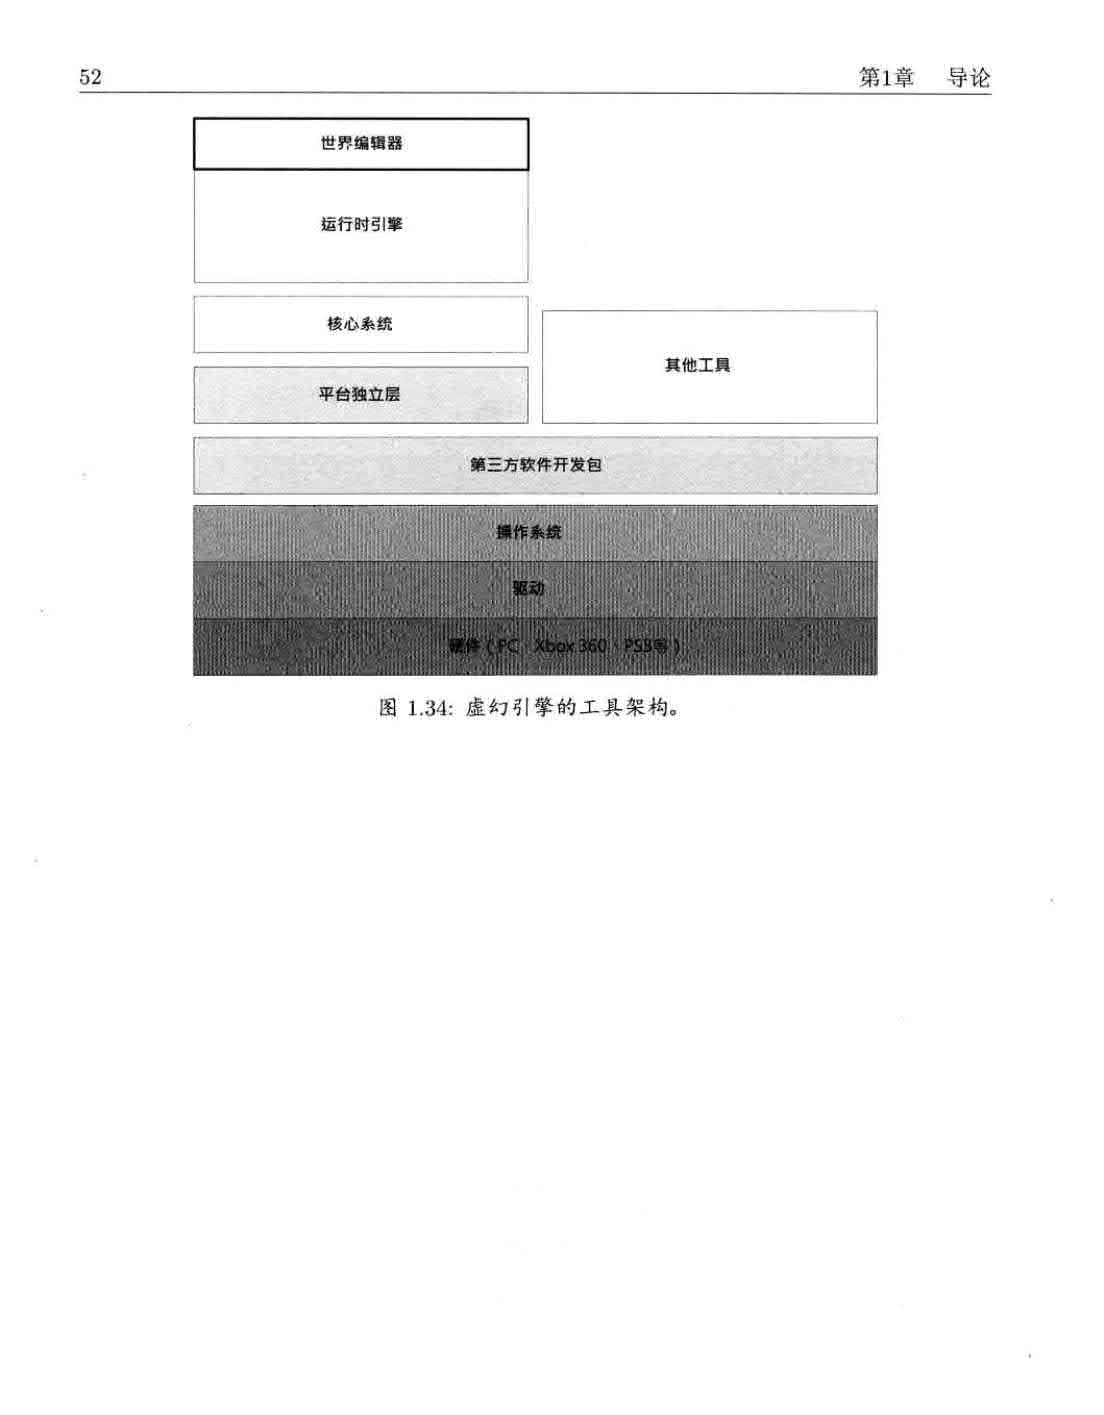 52
第1章 导论
世界编辑器
运行时引擎
核心系统
其他工具
平台独立层
第三方软件开发包
操作系统
驱动
硬件（PC、Xbox 360、PS3等）
图 1.34: 虚幻引擎的工具架构。